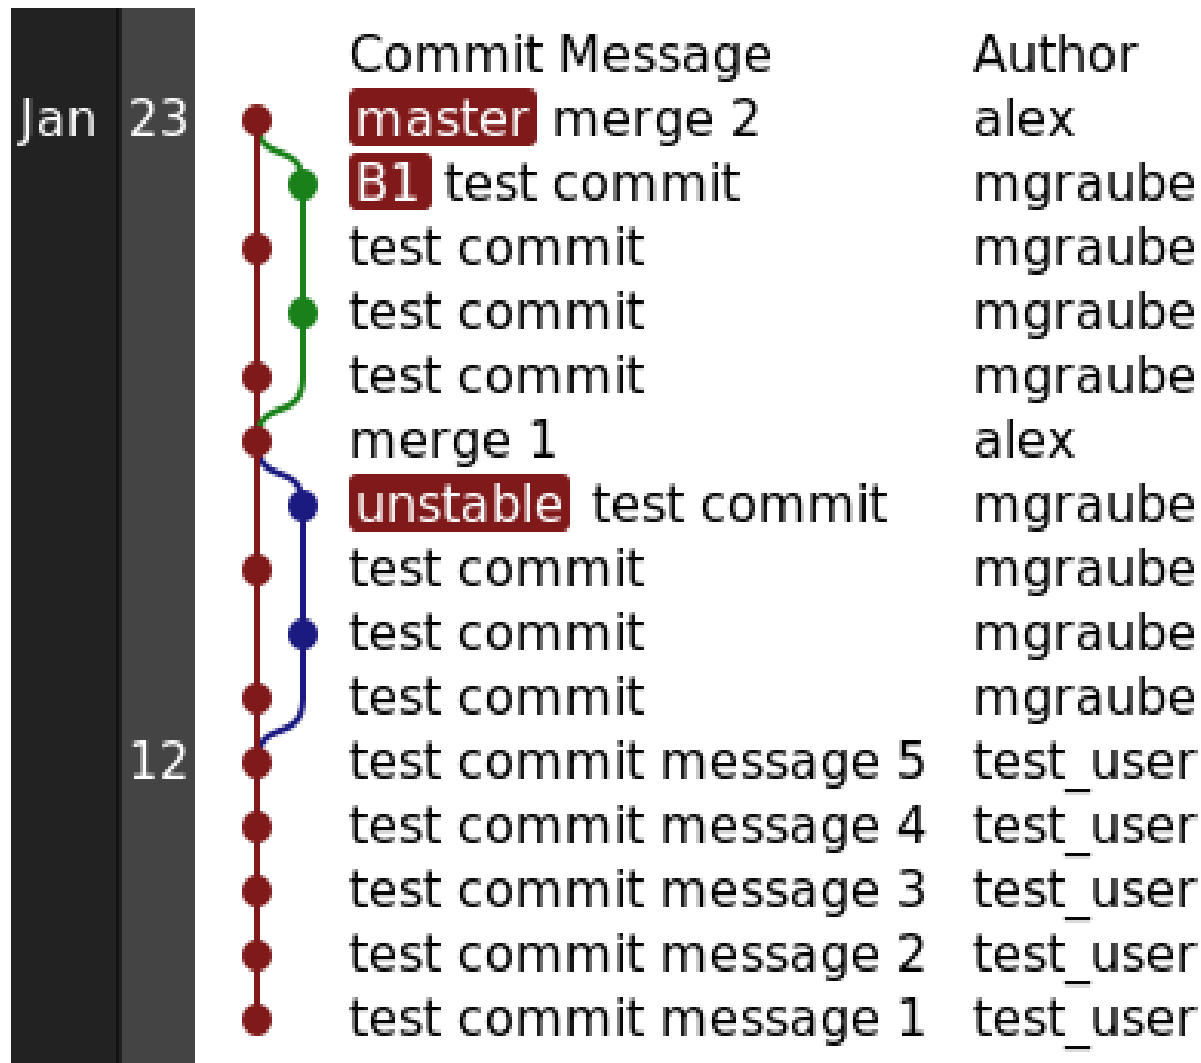 Commit Message Author
Jan 23 master merge 2 alex
B1 test commit mgraube
test commit mgraube
test commit mgraube
test commit mgraube
merge 1 alex
unstable test commit mgraube
test commit mgraube
test commit mgraube
test commit mgraube
12 test commit message 5 test_user
test commit message 4 test_user
test commit message 3 test_user
test commit message 2 test_user
test commit message 1 test_user